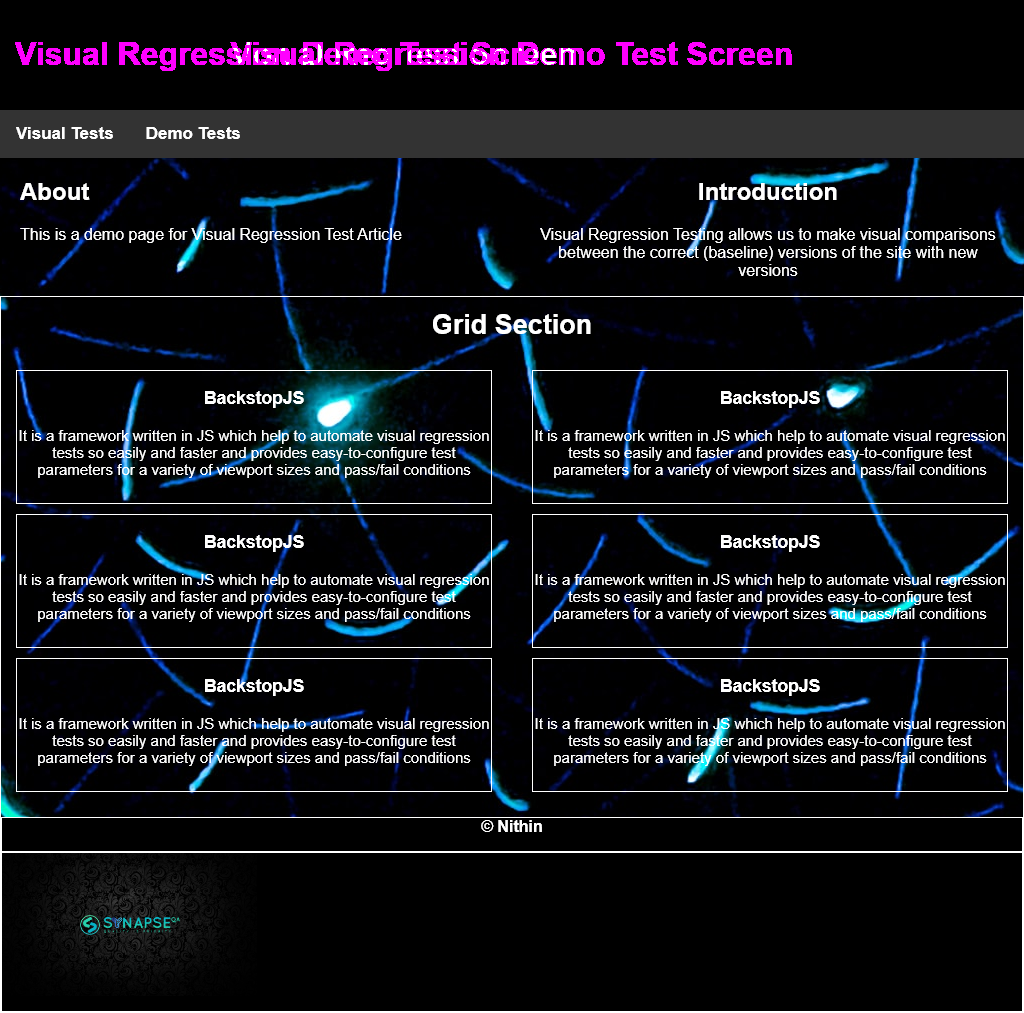 Visual Regression Demo Test Screen
Visual Regression Demo Test Screen
Visual Tests Demo Tests
About
This is a demo page for Visual Regression Test Article
Introduction
Visual Regression Testing allows us to make visual comparisons
between the correct (baseline) versions of the site with new
versions
Grid Section
BackstopJS
It is a framework written in JS which help to automate visual regression
tests so easily and faster and provides easy-to-configure test
parameters for a variety of viewport sizes and pass/fail conditions
BackstopJS
It is a framework written in JS which help to automate visual regression
tests so easily and faster and provides easy-to-configure test
parameters for a variety of viewport sizes and pass/fail conditions
BackstopJS
It is a framework written in JS which help to automate visual regression
tests so easily and faster and provides easy-to-configure test
parameters for a variety of viewport sizes and pass/fail conditions
BackstopJS
It is a framework written in JS which help to automate visual regression
tests so easily and faster and provides easy-to-configure test
parameters for a variety of viewport sizes and pass/fail conditions
BackstopJS
It is a framework written in JS which help to automate visual regression
tests so easily and faster and provides easy-to-configure test
parameters for a variety of viewport sizes and pass/fail conditions
BackstopJS
It is a framework written in JS which help to automate visual regression
tests so easily and faster and provides easy-to-configure test
parameters for a variety of viewport sizes and pass/fail conditions
© Nithin
SYNAPSE QA